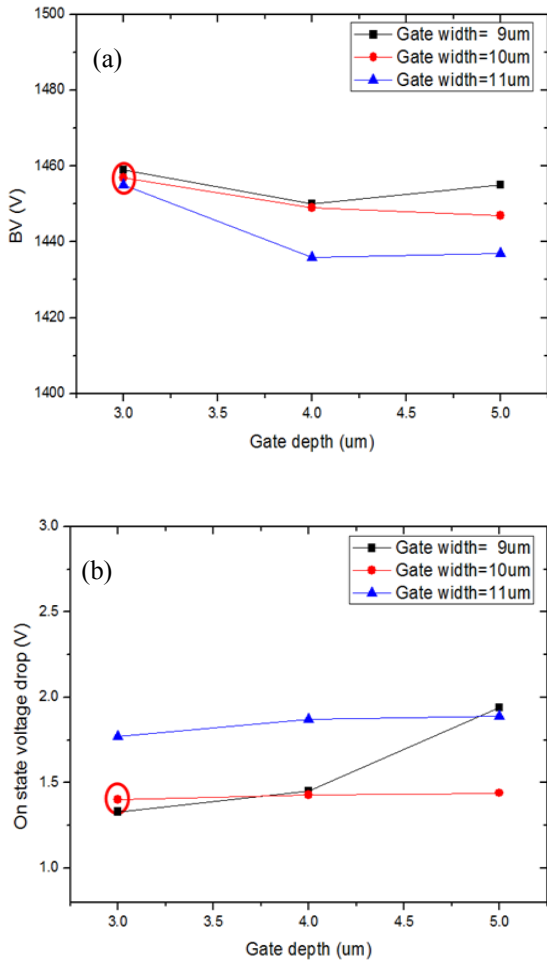 (a)
Gate width= 9um
Gate width=10um
Gate width=11um
BV (V)
1500
1480
1460
1440
1420
1400
3.0 3.5 4.0 4.5 5.0
Gate depth (um)
(b)
Gate width= 9um
Gate width=10um
Gate width=11um
On state voltage drop (V)
3.0
2.5
2.0
1.5
1.0
3.0 3.5 4.0 4.5 5.0
Gate depth (um)